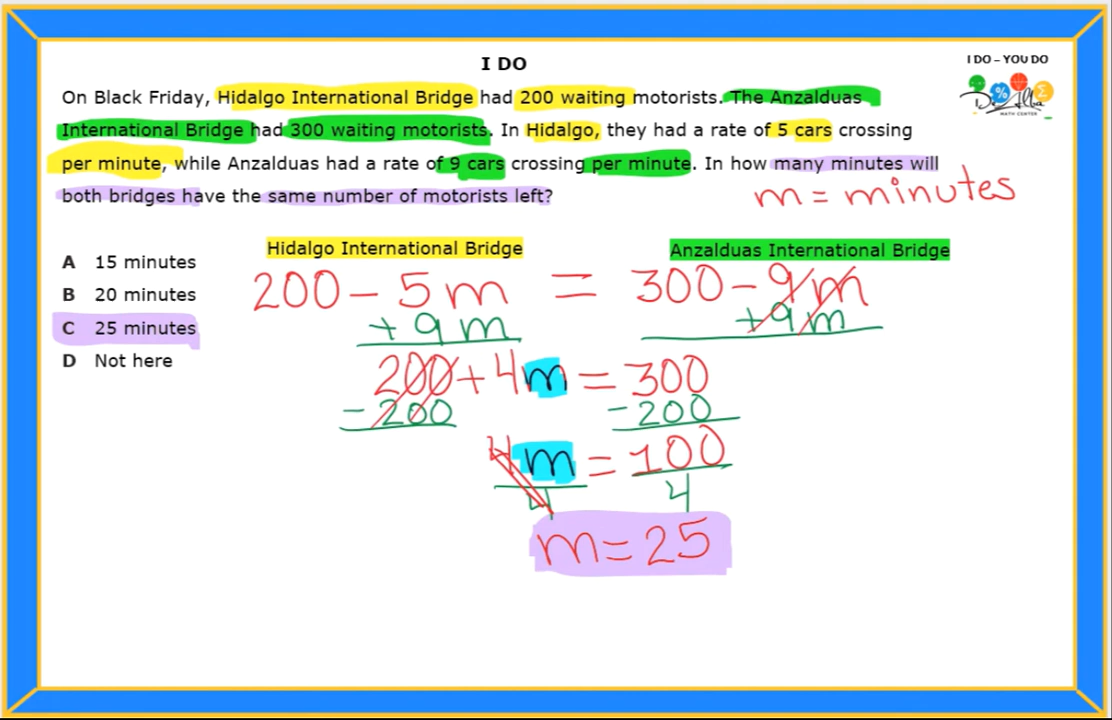 I DO
I DO – YOU DO
On Black Friday, Hidalgo International Bridge had 200 waiting motorists. The Anzalduas
International Bridge had 300 waiting motorists. In Hidalgo, they had a rate of 5 cars crossing
per minute, while Anzalduas had a rate of 9 cars crossing per minute. In how many minutes will
both bridges have the same number of motorists left?
% Σ
De Alba
MATH CENTER
m = minutes
A 15 minutes
B 20 minutes
C 25 minutes
D Not here
Hidalgo International Bridge
Anzalduas International Bridge
200 – 5m = 300 – 9m
+ 9m + 9m
200 + 4m = 300
– 200 – 200
4m = 100
4 4
m = 25